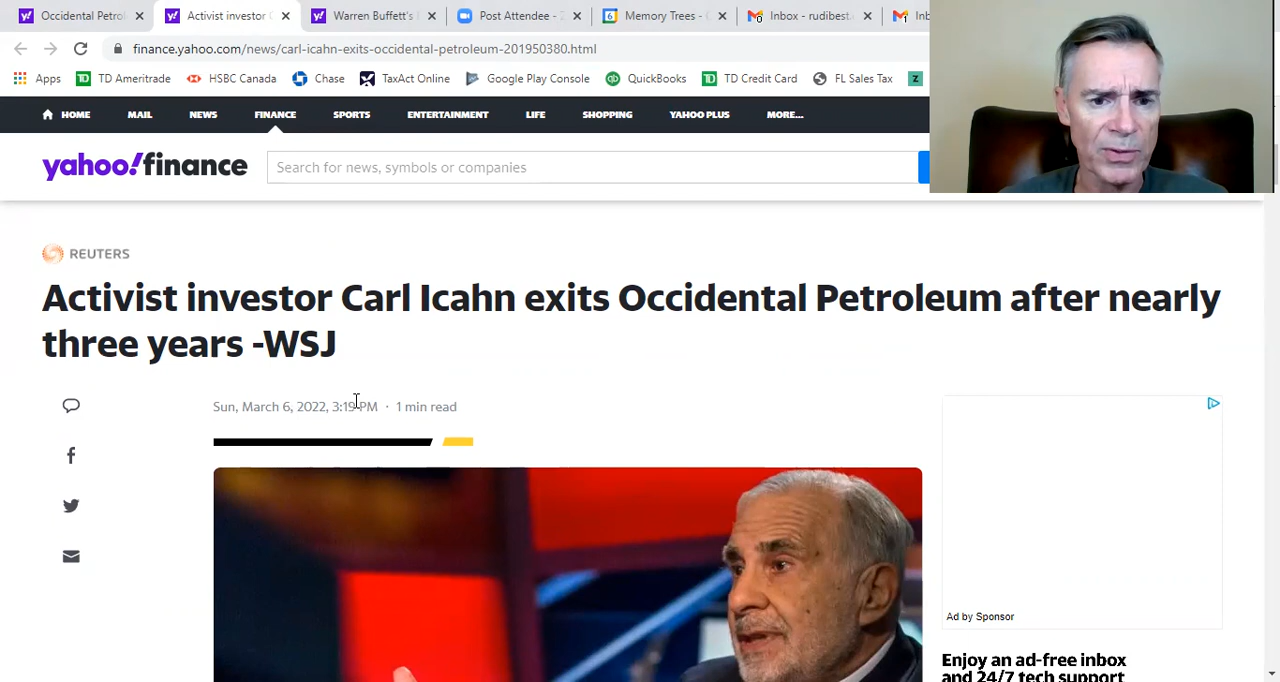 Occidental Petrol
Activist investor
Warren Buffett's
Post Attendee - Z
Memory Trees - C
Inbox - rudibest.
Inb
finance.yahoo.com/news/carl-icahn-exits-occidental-petroleum-201950380.html
Apps
TD Ameritrade
HSBC Canada
Chase
TaxAct Online
Google Play Console
QuickBooks
TD Credit Card
FL Sales Tax
HOME
MAIL
NEWS
FINANCE
SPORTS
ENTERTAINMENT
LIFE
SHOPPING
YAHOO PLUS
MORE...
yahoo!finance
Search for news, symbols or companies
REUTERS
Activist investor Carl Icahn exits Occidental Petroleum after nearly
three years -WSJ
Sun, March 6, 2022, 3:19 PM · 1 min read
Ad by Sponsor
Enjoy an ad-free inbox
and 24/7 tech support